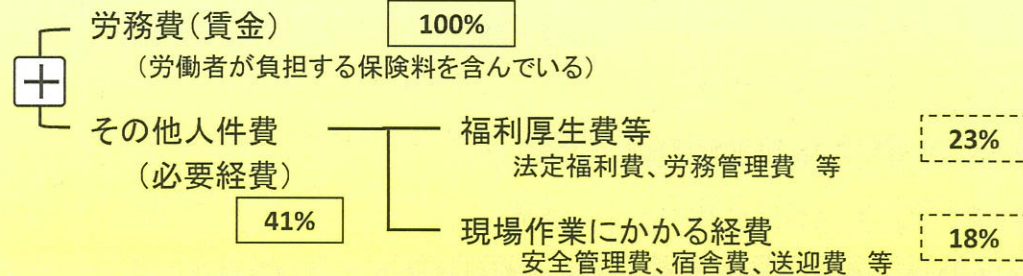 労務費（賃金） 100%
（労働者が負担する保険料を含んでいる）
＋
その他人件費 福利厚生費等 23%
（必要経費） 法定福利費、労務管理費 等
41%
現場作業にかかる経費 18%
安全管理費、宿舎費、送迎費 等